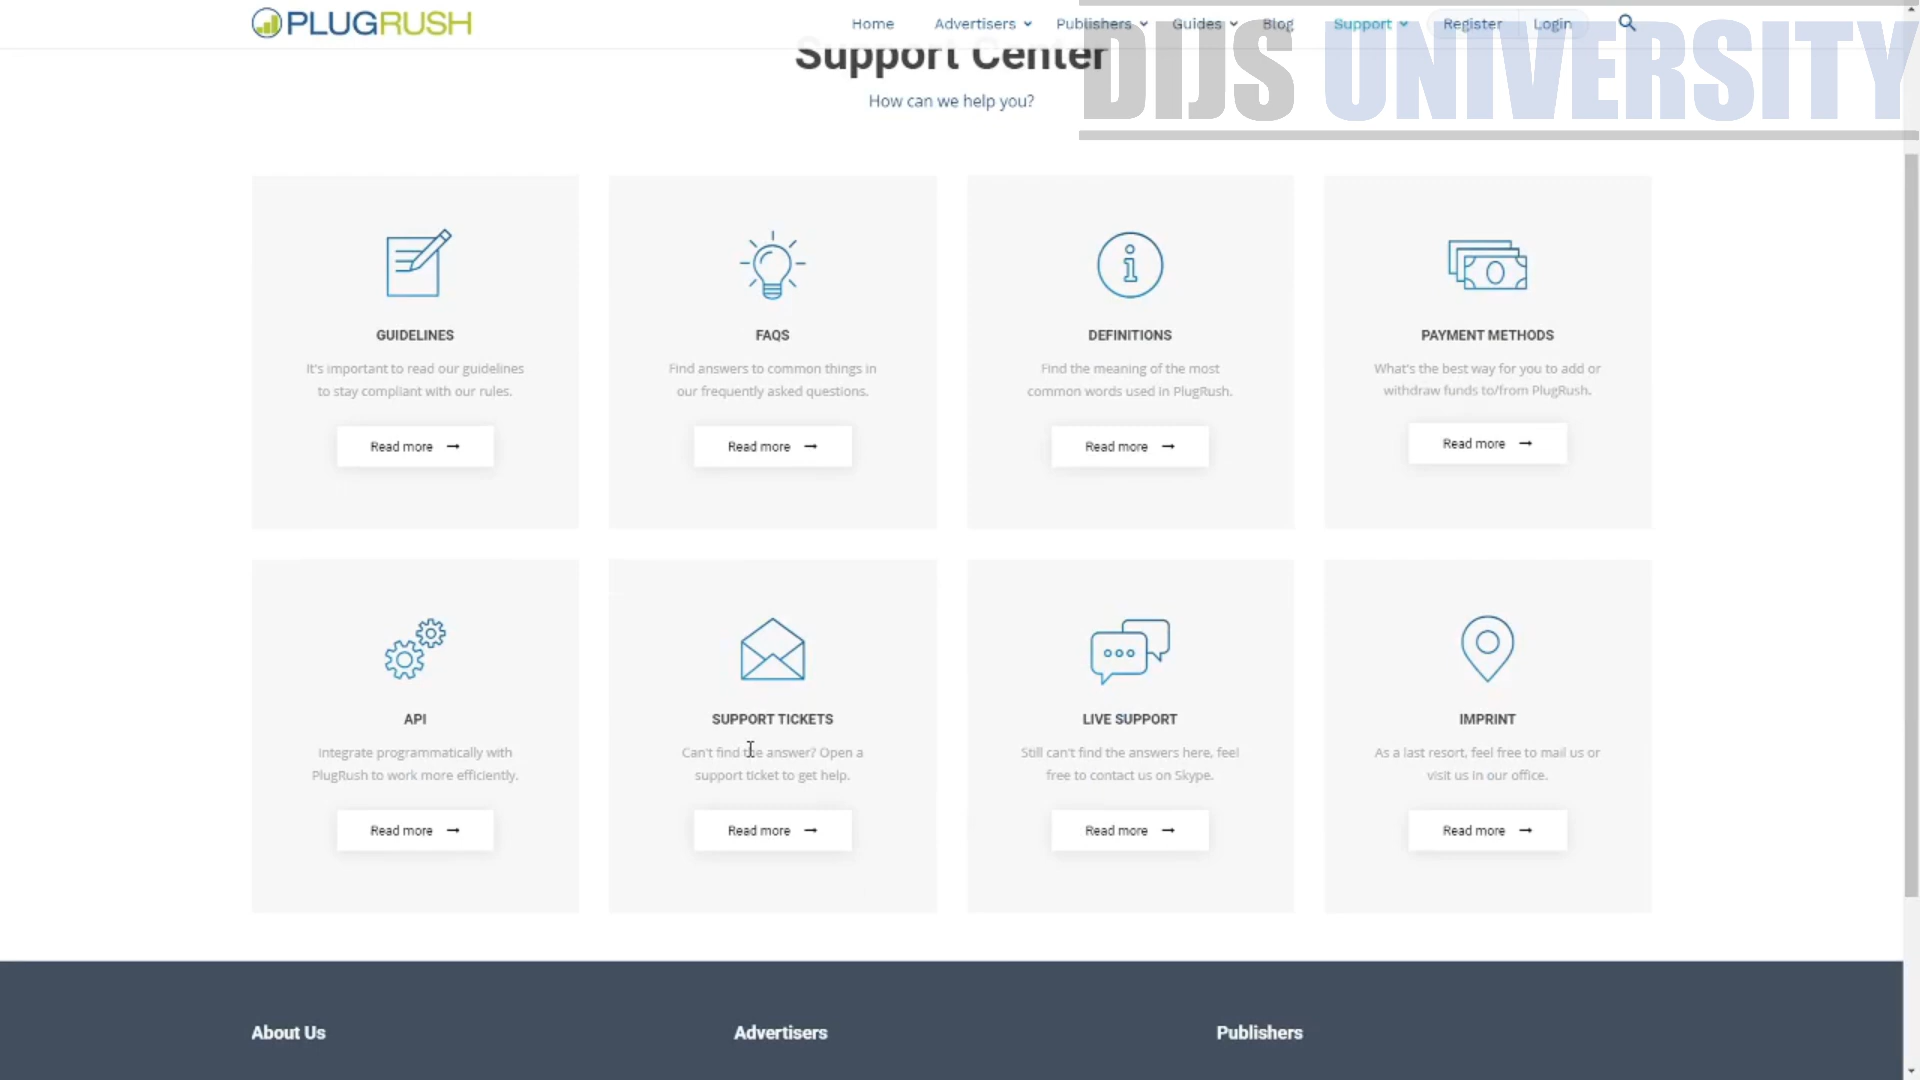 PLUGRUSH
Home Advertisers Publishers Guides Blog Support Register Login
DIJS UNIVERSITY
Support Center
How can we help you?
GUIDELINES
It's important to read our guidelines
to stay compliant with our rules.
Read more
FAQS
Find answers to common things in
our frequently asked questions.
Read more
DEFINITIONS
Find the meaning of the most
common words used in PlugRush.
Read more
PAYMENT METHODS
What's the best way for you to add or
withdraw funds to/from PlugRush.
Read more
API
Integrate programmatically with
PlugRush to work more efficiently.
Read more
SUPPORT TICKETS
Can't find the answer? Open a
support ticket to get help.
Read more
LIVE SUPPORT
Still can't find the answers here, feel
free to contact us on Skype.
Read more
IMPRINT
As a last resort, feel free to mail us or
visit us in our office.
Read more
About Us
Advertisers
Publishers